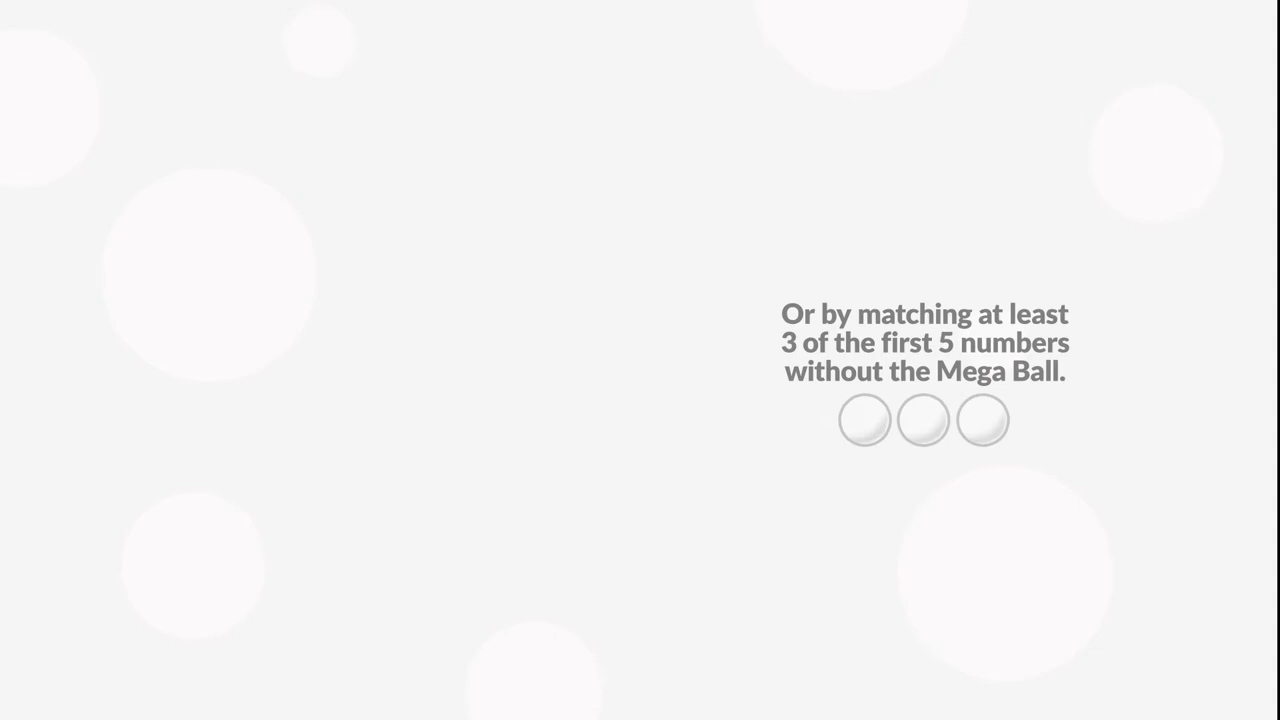 Or by matching at least
3 of the first 5 numbers
without the Mega Ball.